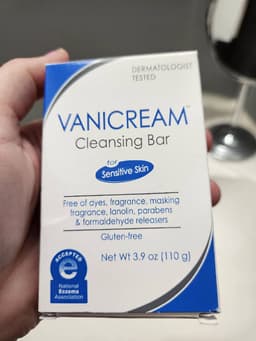 DERMATOLOGIST
TESTED
VANICREAM™
Cleansing Bar
for
Sensitive Skin
Free of dyes, fragrance, masking
fragrance, lanolin, parabens
& formaldehyde releasers
Gluten-free
Net Wt 3.9 oz (110 g)
ACCEPTED
e
National
Eczema
Association